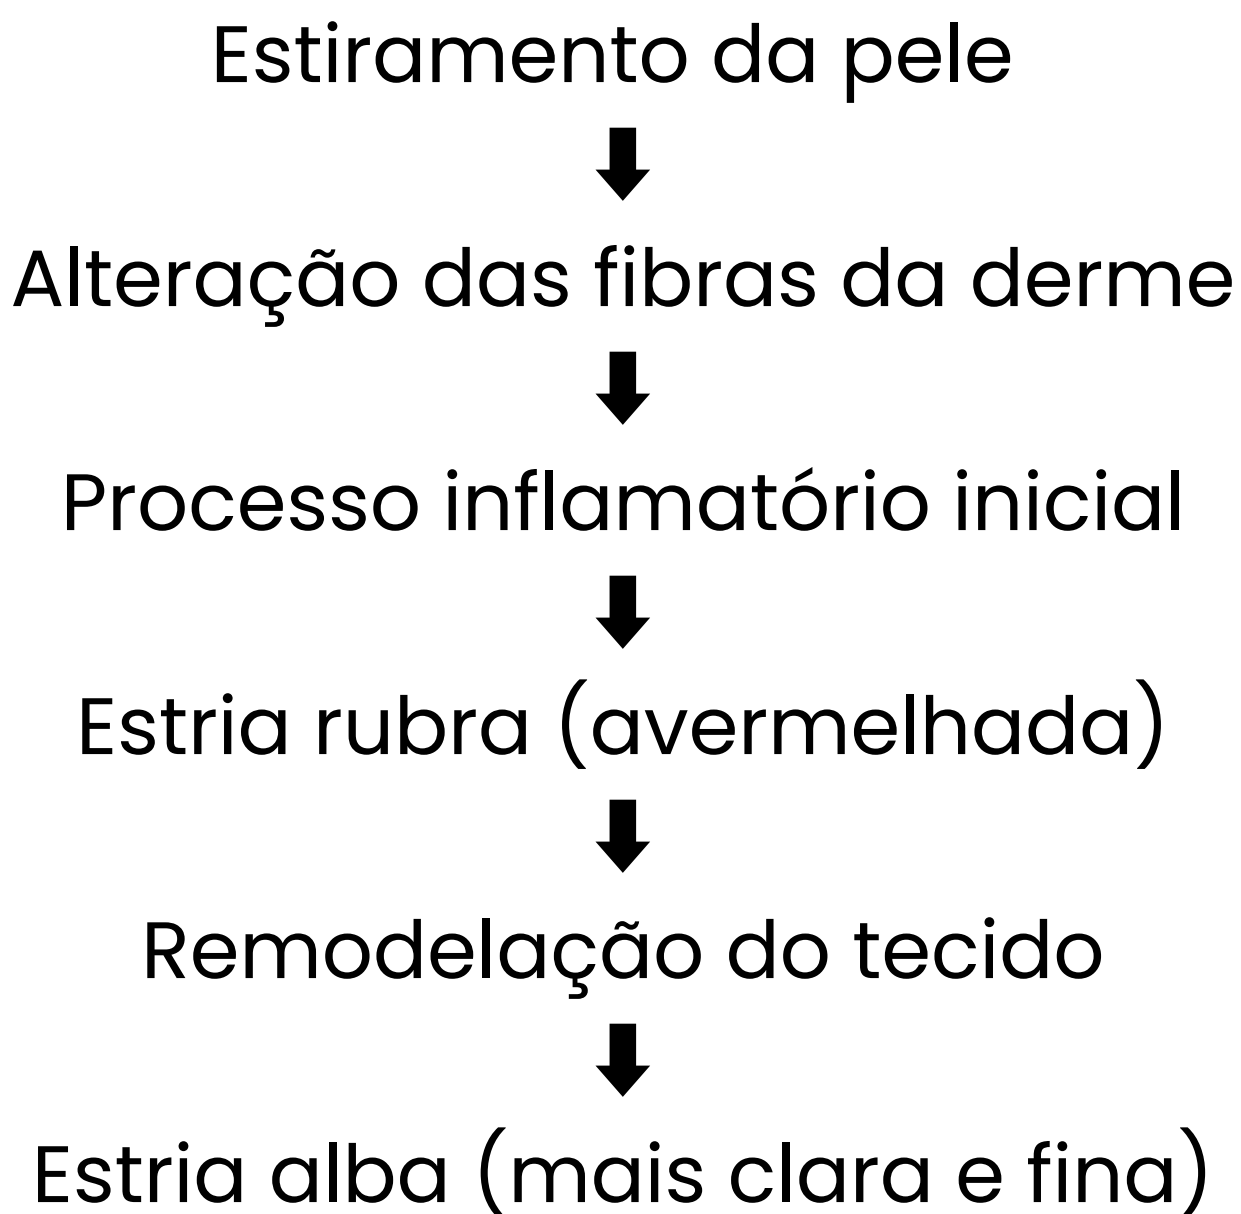 Estiramento da pele
Alteração das fibras da derme
Processo inflamatório inicial
Estria rubra (avermelhada)
Remodelação do tecido
Estria alba (mais clara e fina)